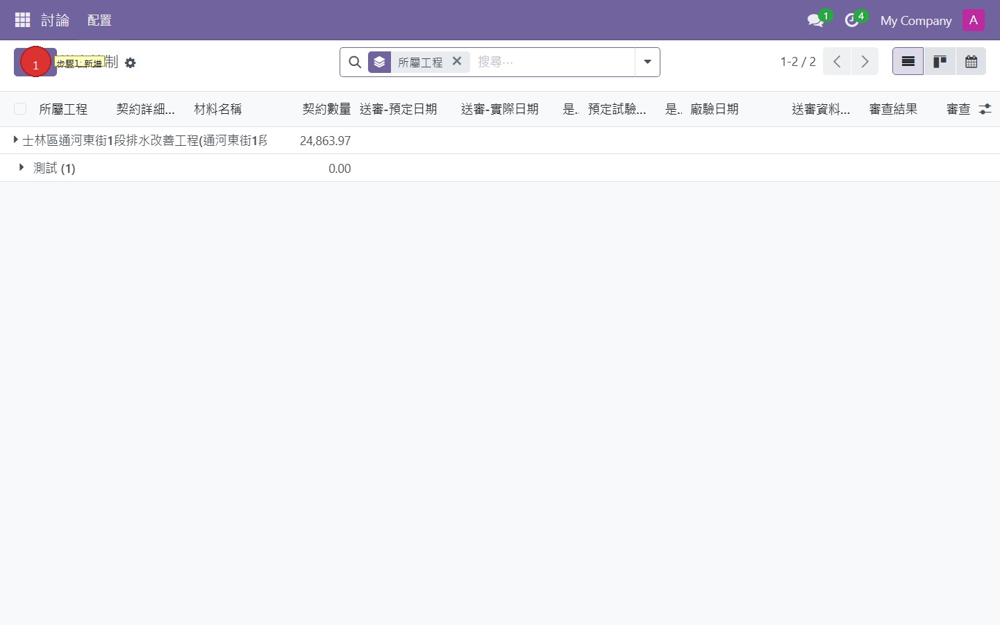 討論 配置 1 4 My Company A
1 步驟1: 新增 制 所屬工程 搜尋… 1-2 / 2
所屬工程 契約詳細... 材料名稱 契約數量 送審-預定日期 送審-實際日期 是.. 預定試驗... 是.. 廠驗日期 送審資料... 審查結果 審查
士林區通河東街1段排水改善工程(通河東街1段 24,863.97
測試 (1) 0.00